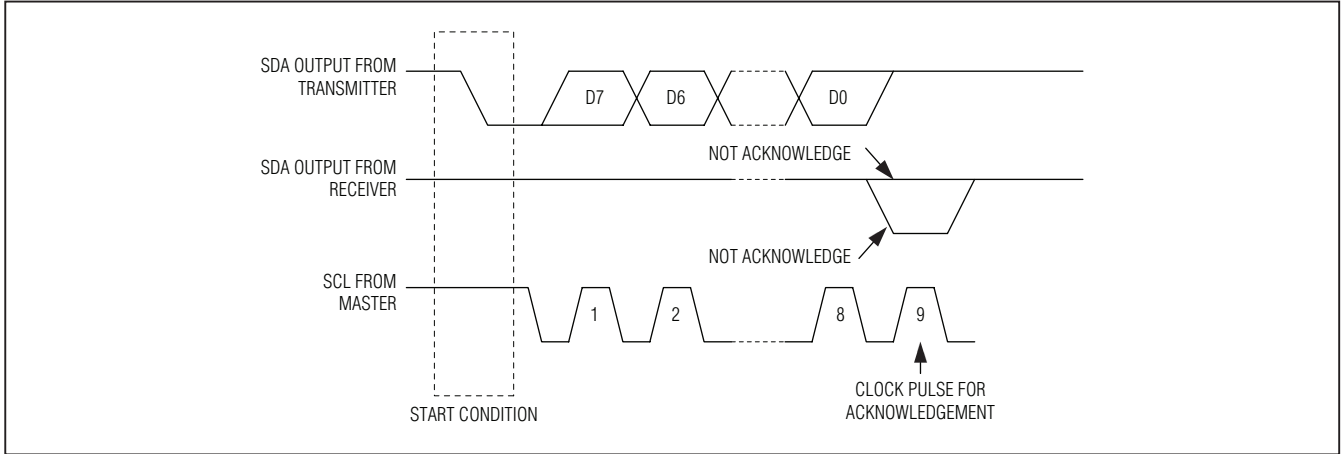 SDA OUTPUT FROM
TRANSMITTER
D7
D6
D0
NOT ACKNOWLEDGE
SDA OUTPUT FROM
RECEIVER
NOT ACKNOWLEDGE
SCL FROM
MASTER
1
2
8
9
CLOCK PULSE FOR
ACKNOWLEDGEMENT
START CONDITION